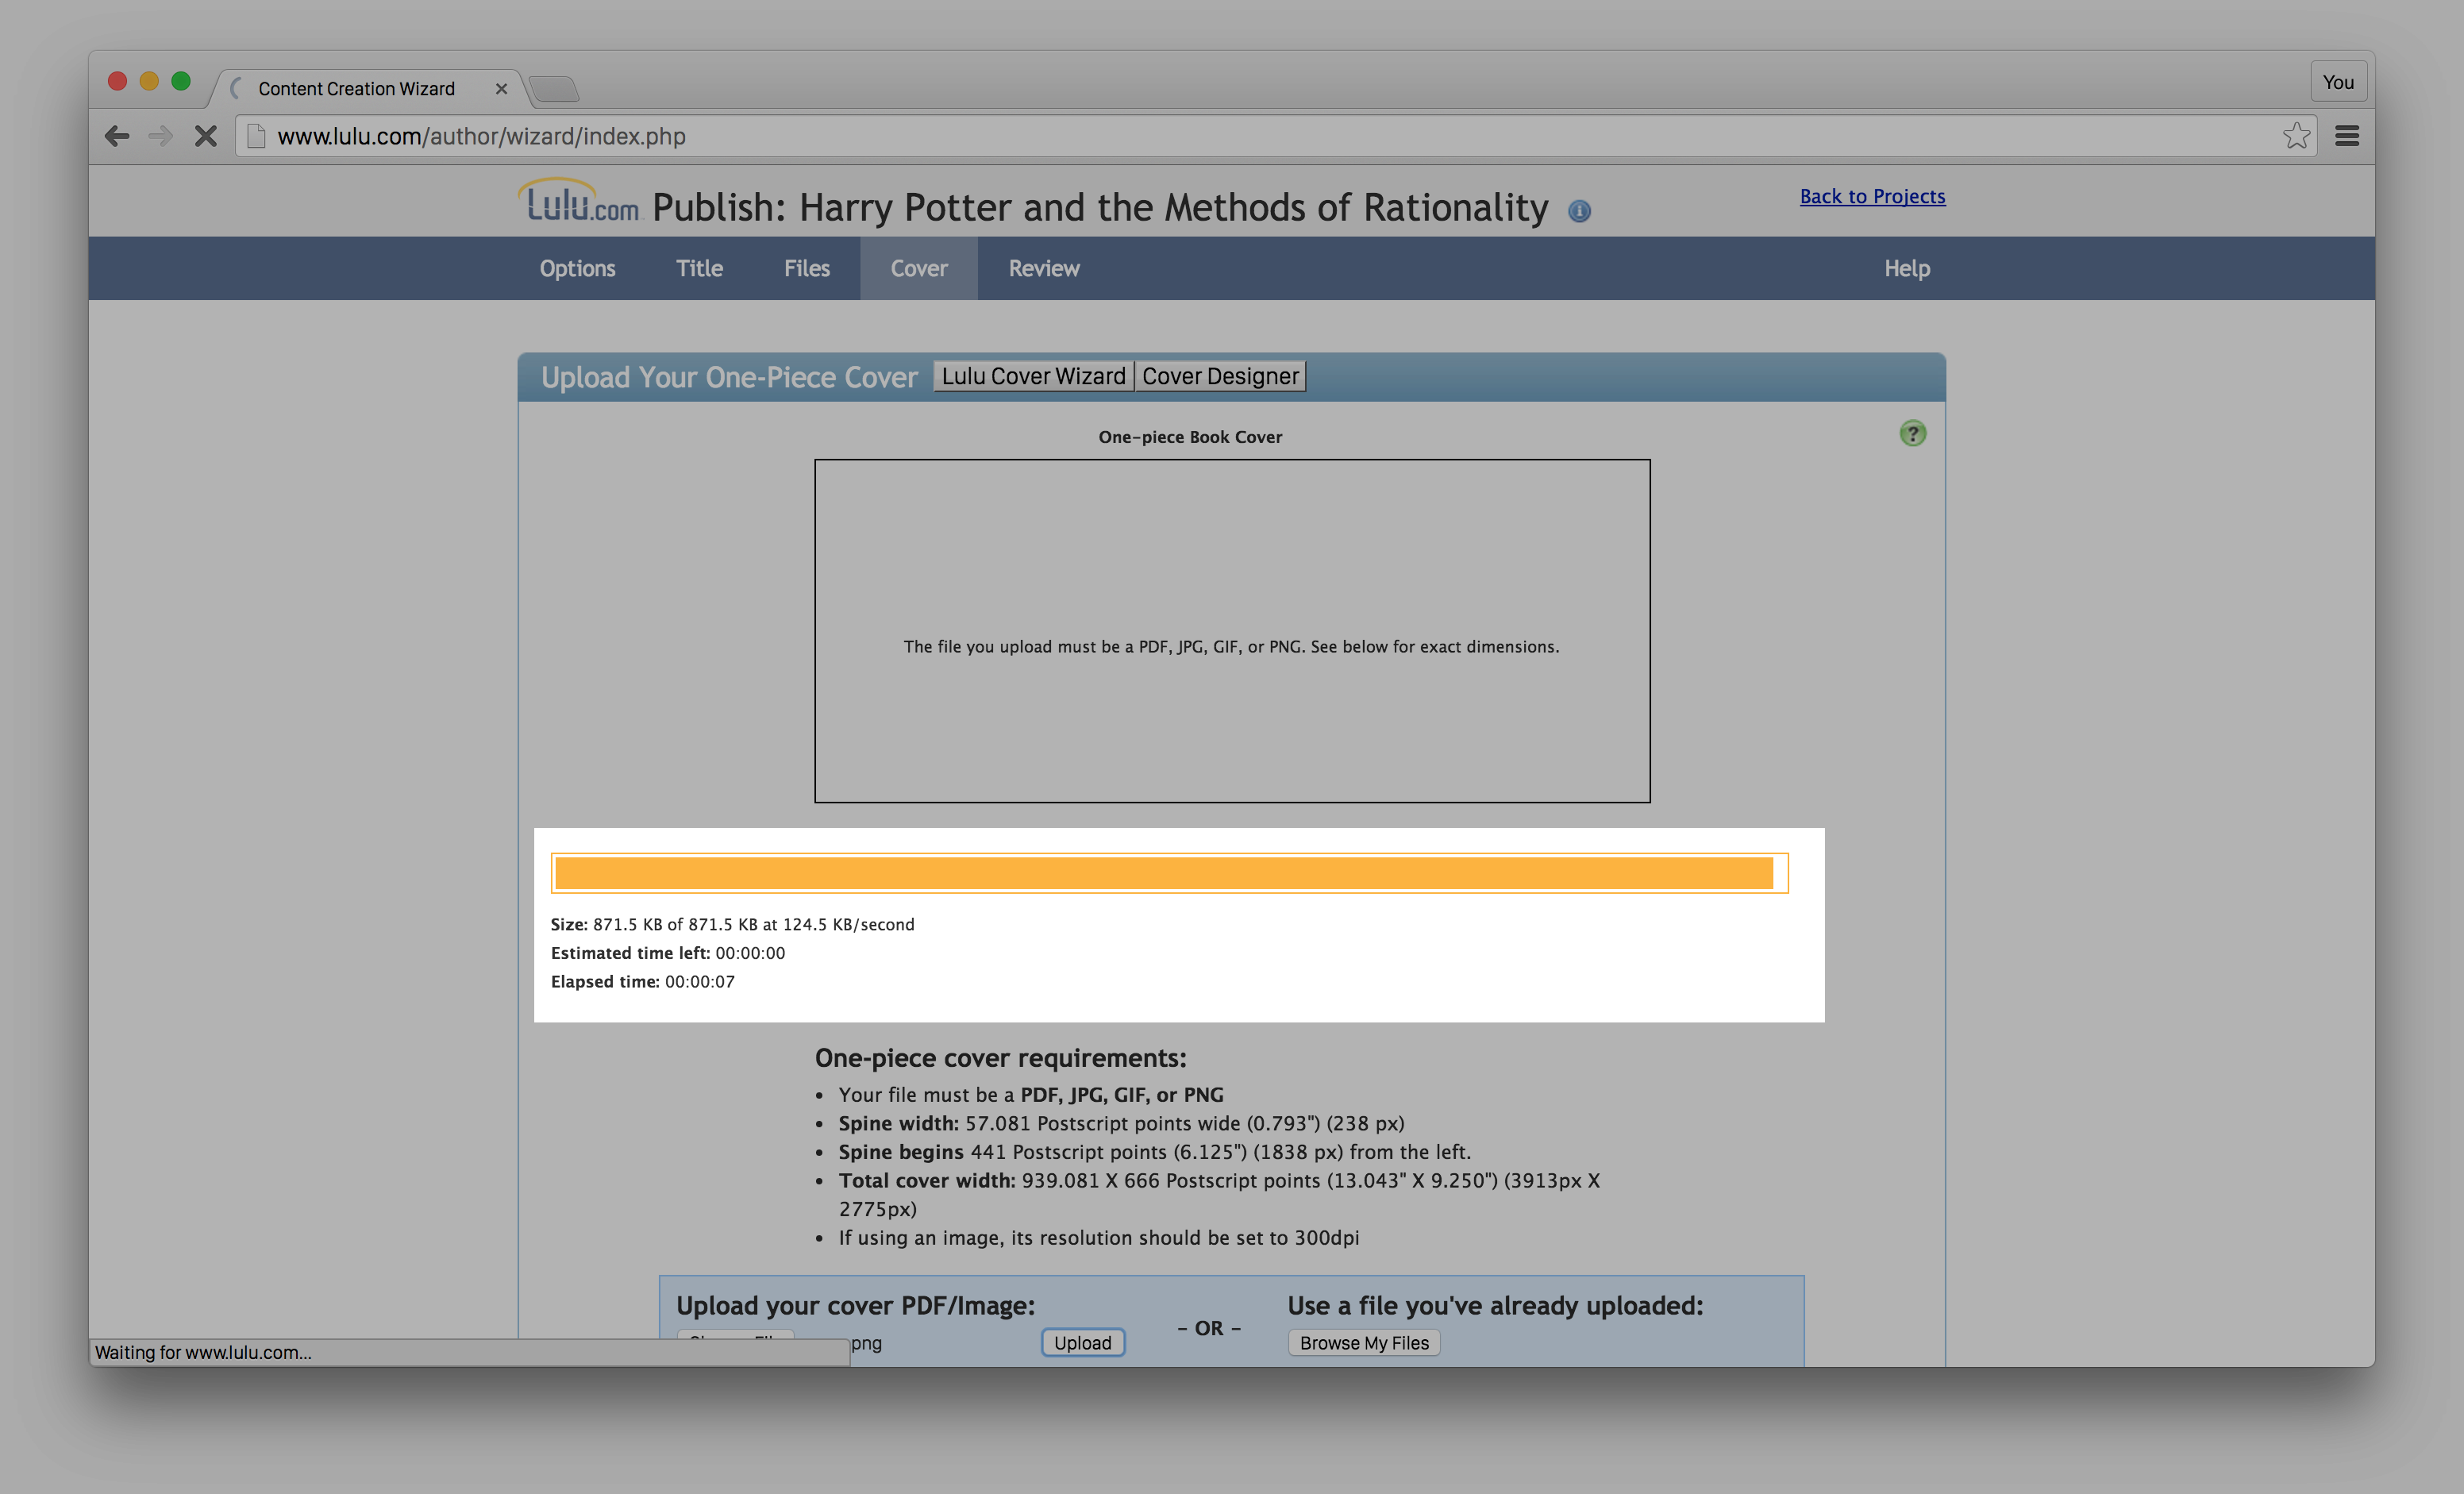 Content Creation Wizard
You
www.lulu.com/author/wizard/index.php
Lulu.com Publish: Harry Potter and the Methods of Rationality
Back to Projects
Options Title Files Cover Review Help
Upload Your One-Piece Cover Lulu Cover Wizard Cover Designer
One-piece Book Cover
?
The file you upload must be a PDF, JPG, GIF, or PNG. See below for exact dimensions.
Size: 871.5 KB of 871.5 KB at 124.5 KB/second
Estimated time left: 00:00:00
Elapsed time: 00:00:07
One-piece cover requirements:
• Your file must be a PDF, JPG, GIF, or PNG
• Spine width: 57.081 Postscript points wide (0.793") (238 px)
• Spine begins 441 Postscript points (6.125") (1838 px) from the left.
• Total cover width: 939.081 X 666 Postscript points (13.043" X 9.250") (3913px X
2775px)
• If using an image, its resolution should be set to 300dpi
Upload your cover PDF/Image:
png Upload
- OR -
Use a file you've already uploaded:
Browse My Files
Waiting for www.lulu.com...